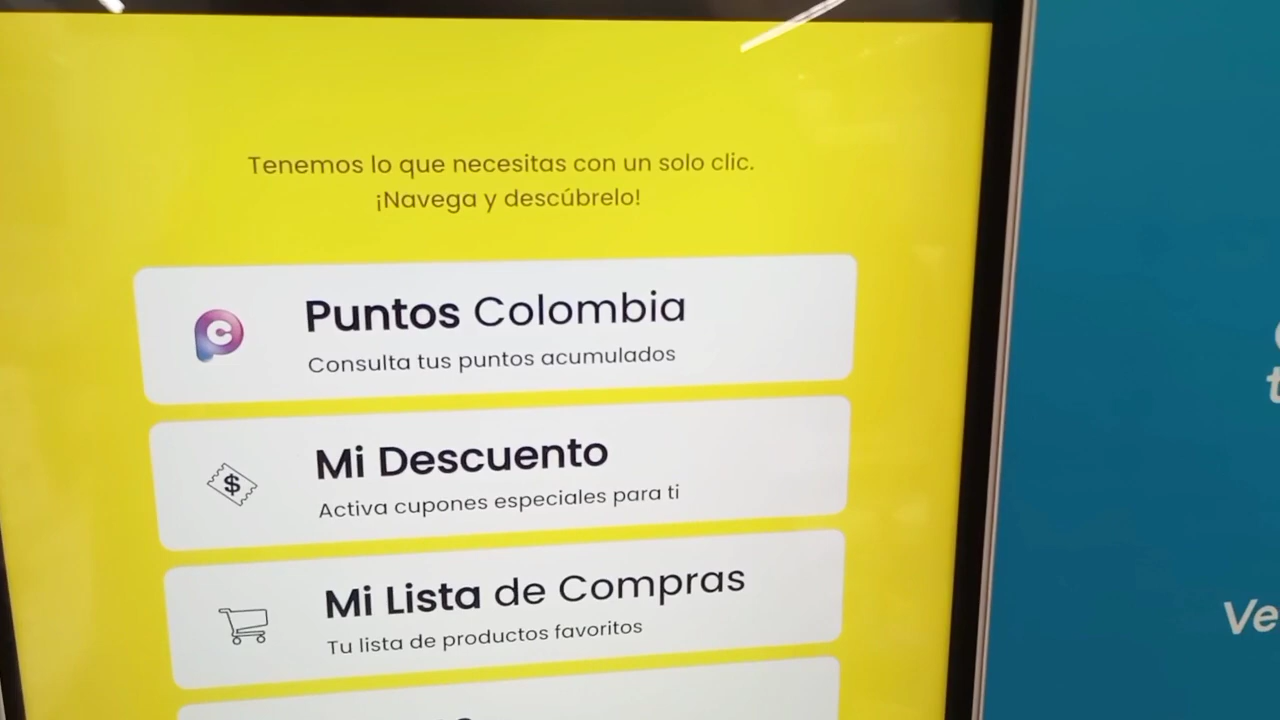 Tenemos lo que necesitas con un solo clic.
¡Navega y descúbrelo!
Puntos Colombia
Consulta tus puntos acumulados
$
Mi Descuento
Activa cupones especiales para ti
Mi Lista de Compras
Tu lista de productos favoritos
Ve